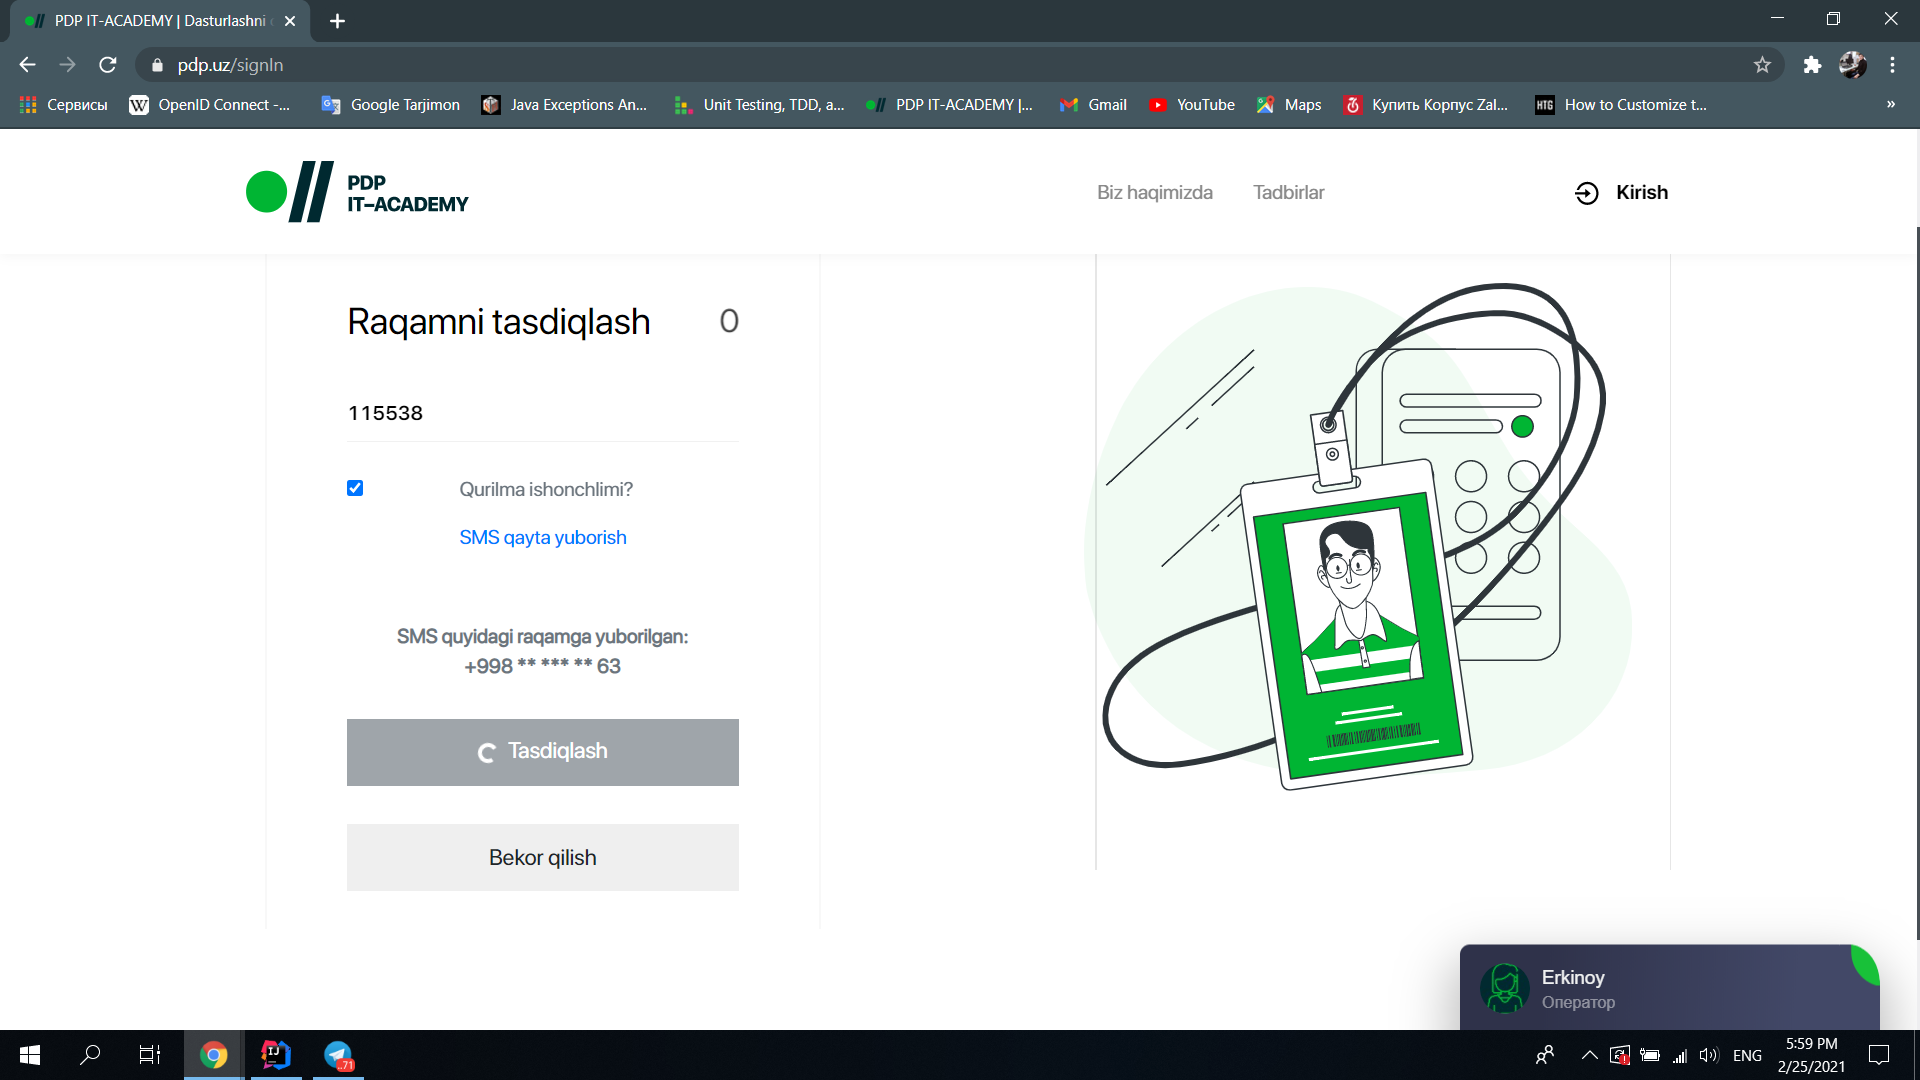 PDP IT-ACADEMY | Dasturlashni
pdp.uz/signIn
Сервисы
OpenID Connect -...
Google Tarjimon
Java Exceptions An...
Unit Testing, TDD, a...
PDP IT-ACADEMY |...
Gmail
YouTube
Maps
Купить Корпус Zal...
HTG
How to Customize t...
»
PDP
IT-ACADEMY
Biz haqimizda
Tadbirlar
Kirish
Raqamni tasdiqlash
0
115538
Qurilma ishonchlimi?
SMS qayta yuborish
SMS quyidagi raqamga yuborilgan:
+998 ** *** ** 63
Tasdiqlash
Bekor qilish
Erkinoy
Оператор
..71
ENG
5:59 PM
2/25/2021